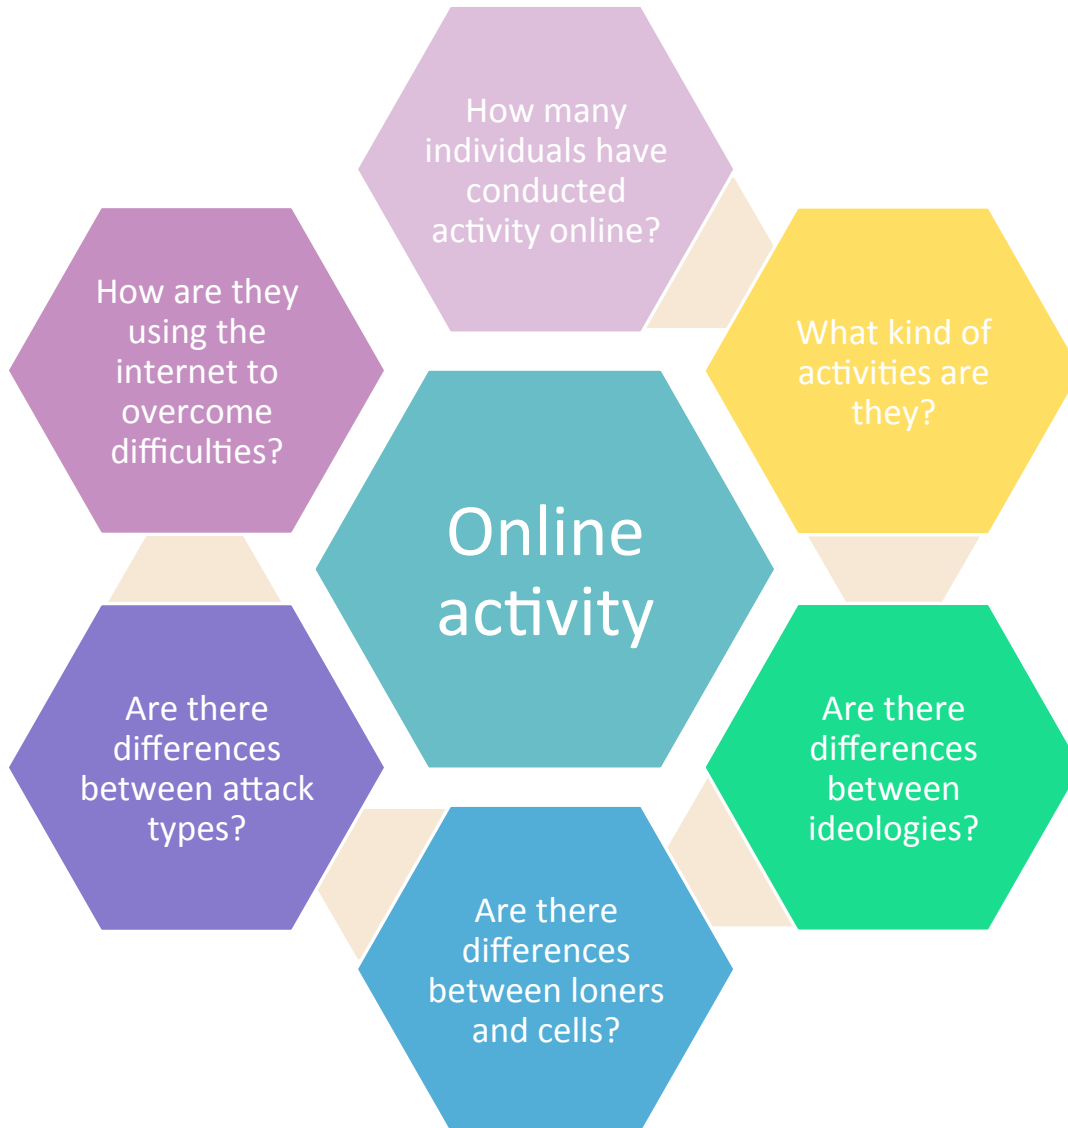 How many
individuals have
conducted
activity online?
What kind of
activities are
they?
Are there
differences
between
ideologies?
Are there
differences
between loners
and cells?
Are there
differences
between attack
types?
How are they
using the
internet to
overcome
difficulties?
Online
activity